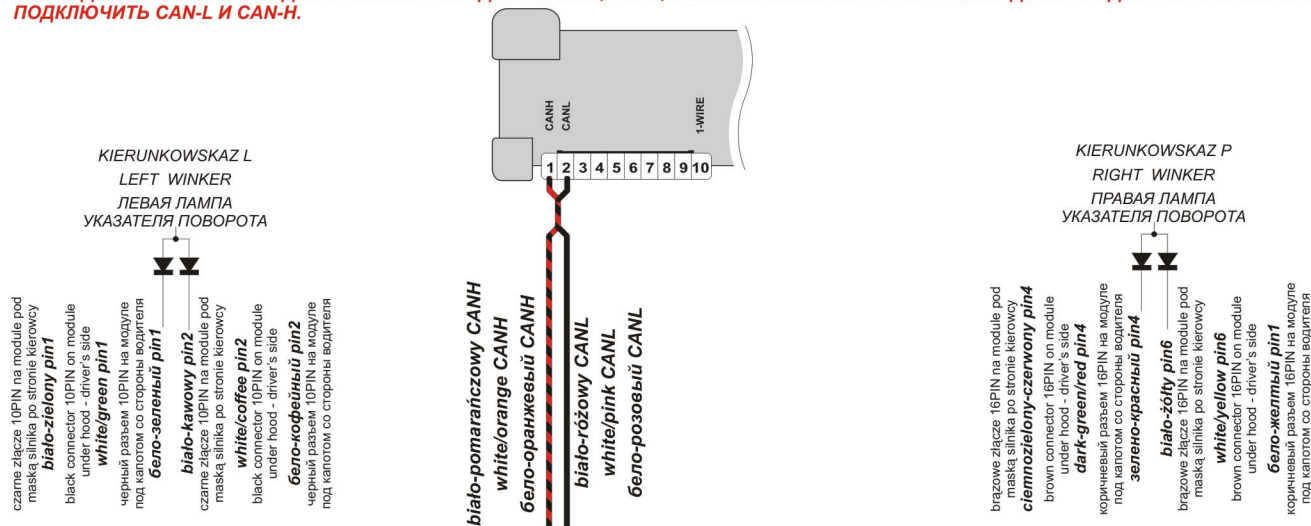 ПОДКЛЮЧИТЬ CAN-L И CAN-H.
KIERUNKOWSKAZ L
LEFT WINKER
ЛЕВАЯ ЛАМПА
УКАЗАТЕЛЯ ПОВОРОТА
czarne złącze 10PIN na module pod
maską silnika po stronie kierowcy
biało-zielony pin1
black connector 10PIN on module
under hood - driver's side
white/green pin1
черный разъем 10PIN на модуле
под капотом со стороны водителя
бело-зеленый pin1
biało-kawowy pin2
czarne złącze 10PIN na module pod
maską silnika po stronie kierowcy
white/coffee pin2
black connector 10PIN on module
under hood - driver's side
бело-кофейный pin2
черный разъем 10PIN на модуле
под капотом со стороны водителя
CANH
CANL
1-WIRE
1 2 3 4 5 6 7 8 9 10
biało-pomarańczowy CANH
white/orange CANH
бело-оранжевый CANH
biało-różowy CANL
white/pink CANL
бело-розовый CANL
KIERUNKOWSKAZ P
RIGHT WINKER
ПРАВАЯ ЛАМПА
УКАЗАТЕЛЯ ПОВОРОТА
brązowe złącze 16PIN na module pod
maską silnika po stronie kierowcy
ciemnozielony-czerwony pin4
brown connector 16PIN on module
under hood - driver's side
dark-green/red pin4
коричневый разъем 16PIN на модуле
под капотом со стороны водителя
зелено-красный pin4
biało-żółty pin6
brązowe złącze 16PIN na module pod
maską silnika po stronie kierowcy
white/yellow pin6
brown connector 16PIN on module
under hood - driver's side
бело-желтый pin1
коричневый разъем 16PIN на модуле
под капотом со стороны водителя